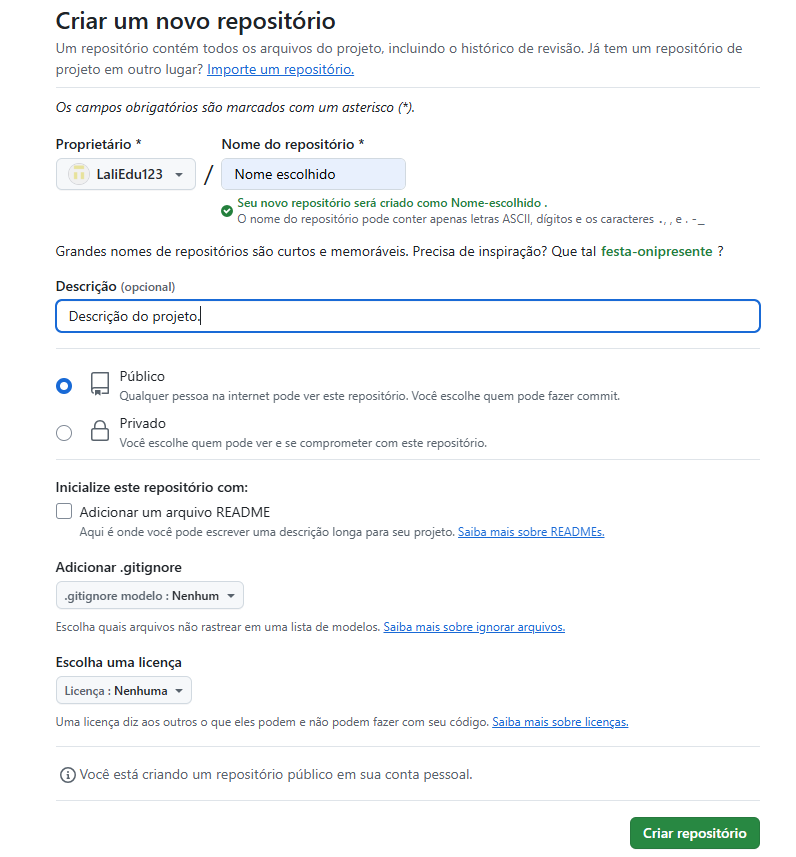 Criar um novo repositório
Um repositório contém todos os arquivos do projeto, incluindo o histórico de revisão. Já tem um repositório de
projeto em outro lugar? Importe um repositório.
Os campos obrigatórios são marcados com um asterisco (*).
Proprietário * Nome do repositório *
LaliEdu123 / Nome escolhido
Seu novo repositório será criado como Nome-escolhido .
O nome do repositório pode conter apenas letras ASCII, dígitos e os caracteres ., , e . -_
Grandes nomes de repositórios são curtos e memoráveis. Precisa de inspiração? Que tal festa-onipresente ?
Descrição (opcional)
Descrição do projeto.
Público
Qualquer pessoa na internet pode ver este repositório. Você escolhe quem pode fazer commit.
Privado
Você escolhe quem pode ver e se comprometer com este repositório.
Inicialize este repositório com:
Adicionar um arquivo README
Aqui é onde você pode escrever uma descrição longa para seu projeto. Saiba mais sobre READMEs.
Adicionar .gitignore
.gitignore modelo : Nenhum
Escolha quais arquivos não rastrear em uma lista de modelos. Saiba mais sobre ignorar arquivos.
Escolha uma licença
Licença : Nenhuma
Uma licença diz aos outros o que eles podem e não podem fazer com seu código. Saiba mais sobre licenças.
Você está criando um repositório público em sua conta pessoal.
Criar repositório